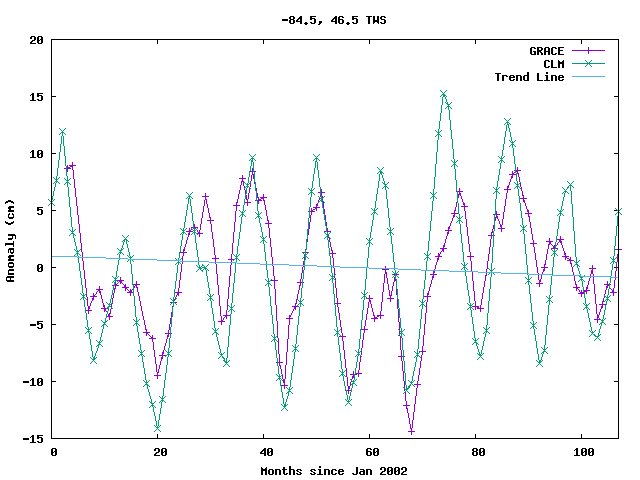 -84.5, 46.5 TWS
GRACE
CLM
Trend Line
20
15
10
5
0
-5
-10
-15
Anomaly (cm)
0 20 40 60 80 100
Months since Jan 2002